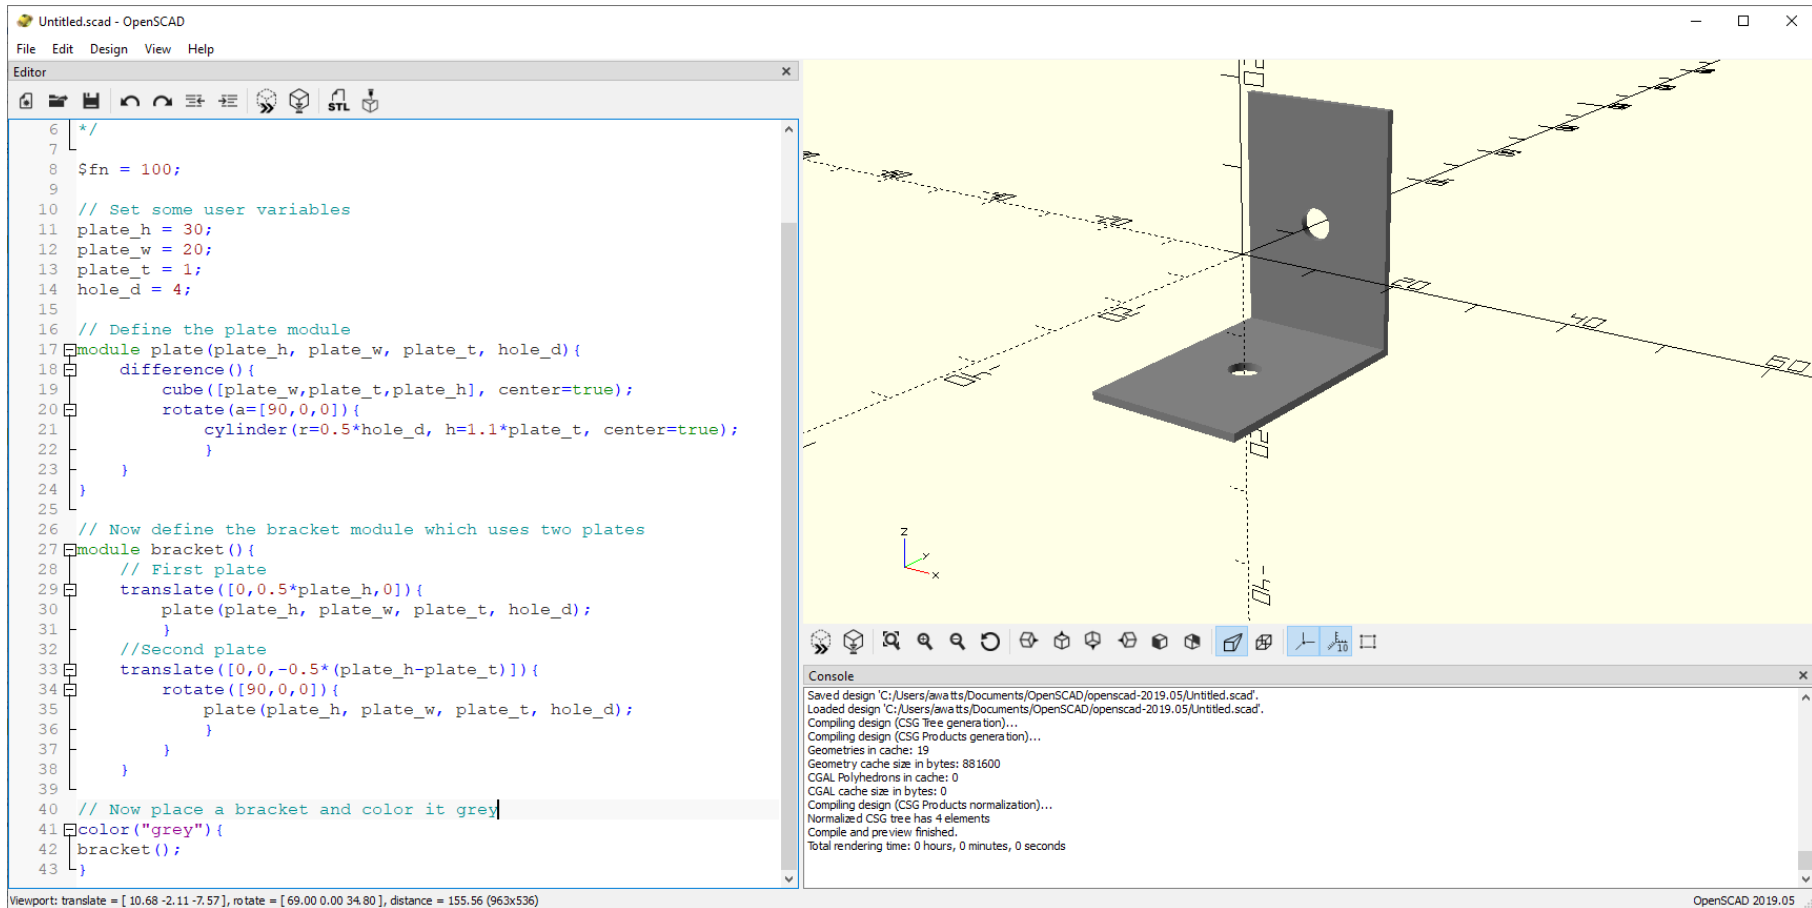 Untitled.scad - OpenSCAD
File Edit Design View Help
Editor
STL
6 */
7
8 $fn = 100;
9
10 // Set some user variables
11 plate_h = 30;
12 plate_w = 20;
13 plate_t = 1;
14 hole_d = 4;
15
16 // Define the plate module
17 module plate(plate_h, plate_w, plate_t, hole_d){
18 difference(){
19 cube([plate_w,plate_t,plate_h], center=true);
20 rotate(a=[90,0,0]){
21 cylinder(r=0.5*hole_d, h=1.1*plate_t, center=true);
22 }
23 }
24 }
25
26 // Now define the bracket module which uses two plates
27 module bracket(){
28 // First plate
29 translate([0,0.5*plate_h,0]){
30 plate(plate_h, plate_w, plate_t, hole_d);
31 }
32 //Second plate
33 translate([0,0,-0.5*(plate_h-plate_t)]){
34 rotate([90,0,0]){
35 plate(plate_h, plate_w, plate_t, hole_d);
36 }
37 }
38 }
39
40 // Now place a bracket and color it grey
41 color("grey"){
42 bracket();
43 }
20
40
60
z
y
x
10
Console
Saved design 'C:/Users/awatts/Documents/OpenSCAD/openscad-2019.05/Untitled.scad'.
Loaded design 'C:/Users/awatts/Documents/OpenSCAD/openscad-2019.05/Untitled.scad'.
Compiling design (CSG Tree generation)...
Compiling design (CSG Products generation)...
Geometries in cache: 19
Geometry cache size in bytes: 881600
CGAL Polyhedrons in cache: 0
CGAL cache size in bytes: 0
Compiling design (CSG Products normalization)...
Normalized CSG tree has 4 elements
Compile and preview finished.
Total rendering time: 0 hours, 0 minutes, 0 seconds
Viewport: translate = [ 10.68 -2.11 -7.57 ], rotate = [ 69.00 0.00 34.80 ], distance = 155.56 (963x536)
OpenSCAD 2019.05